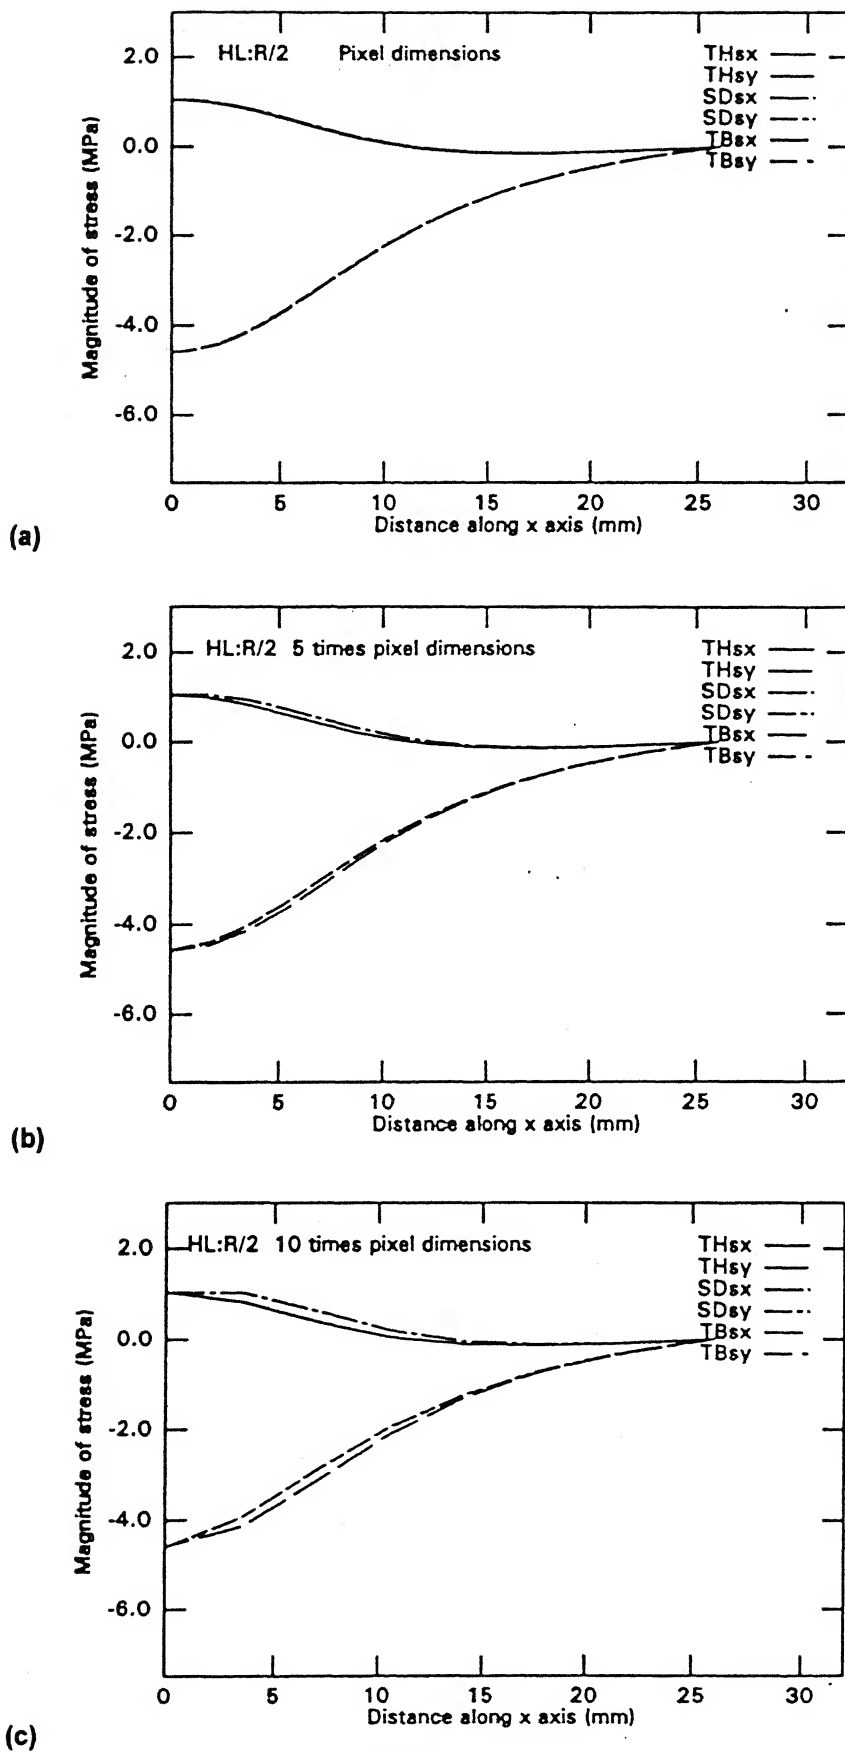 HL:R/2 Pixel dimensions
THsx
THsy
SDsx
SDsy
TBsx
TBsy
2.0
0.0
-2.0
-4.0
-6.0
Magnitude of stress (MPa)
0 5 10 15 20 25 30
Distance along x axis (mm)
(a)
HL:R/2 5 times pixel dimensions
THsx
THsy
SDsx
SDsy
TBsx
TBsy
2.0
0.0
-2.0
-4.0
-6.0
Magnitude of stress (MPa)
0 5 10 15 20 25 30
Distance along x axis (mm)
(b)
HL:R/2 10 times pixel dimensions
THsx
THsy
SDsx
SDsy
TBsx
TBsy
2.0
0.0
-2.0
-4.0
-6.0
Magnitude of stress (MPa)
0 5 10 15 20 25 30
Distance along x axis (mm)
(c)